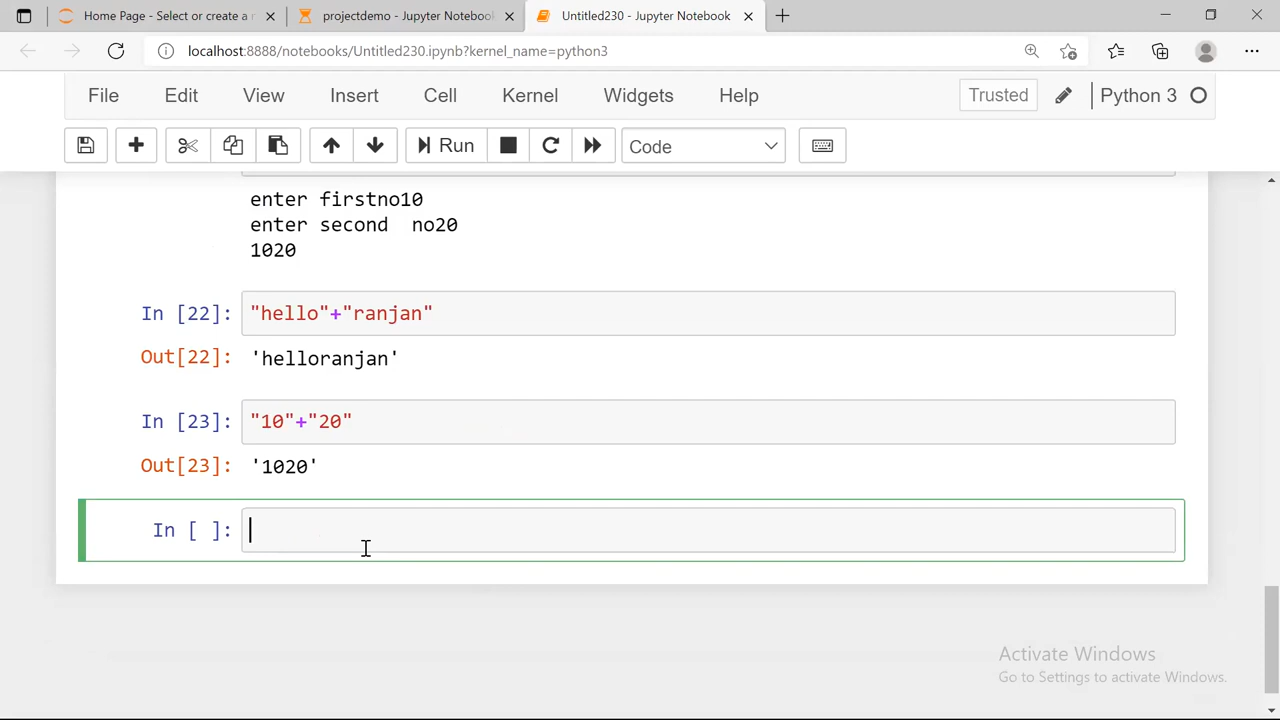 Home Page - Select or create a n
projectdemo - Jupyter Notebook
Untitled230 - Jupyter Notebook
localhost:8888/notebooks/Untitled230.ipynb?kernel_name=python3
File Edit View Insert Cell Kernel Widgets Help Trusted Python 3
Run Code
enter firstno10
enter second  no20
1020
In [22]: "hello"+"ranjan"
Out[22]: 'helloranjan'
In [23]: "10"+"20"
Out[23]: '1020'
In [ ]:
Activate Windows
Go to Settings to activate Windows.